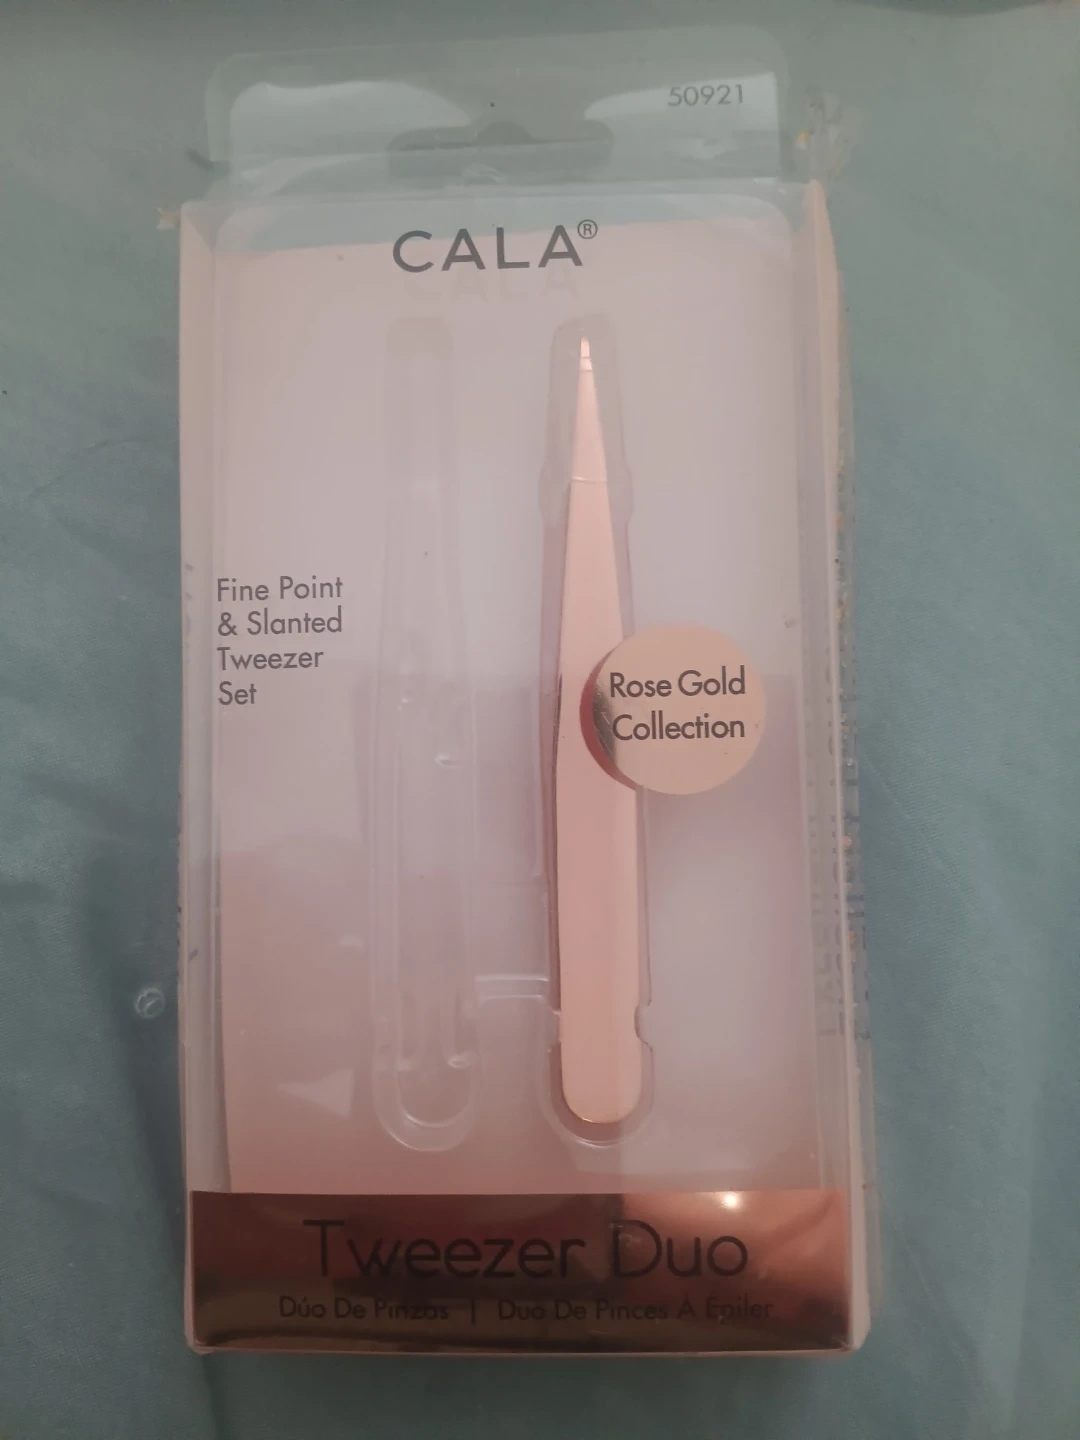 50921
CALA®
Fine Point
& Slanted
Tweezer
Set
Rose Gold
Collection
Tweezer Duo
Dúo De Pinzas | Duo De Pinces A Épiler